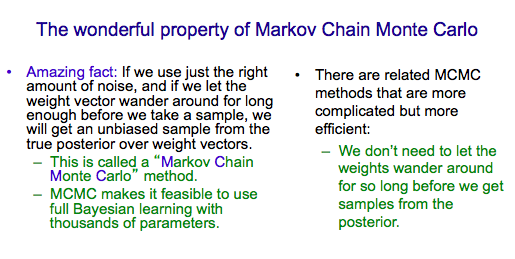 The wonderful property of Markov Chain Monte Carlo
• Amazing fact: If we use just the right
amount of noise, and if we let the
weight vector wander around for long
enough before we take a sample, we
will get an unbiased sample from the
true posterior over weight vectors.
– This is called a “Markov Chain
Monte Carlo” method.
– MCMC makes it feasible to use
full Bayesian learning with
thousands of parameters.
• There are related MCMC
methods that are more
complicated but more
efficient:
– We don’t need to let the
weights wander around
for so long before we get
samples from the
posterior.